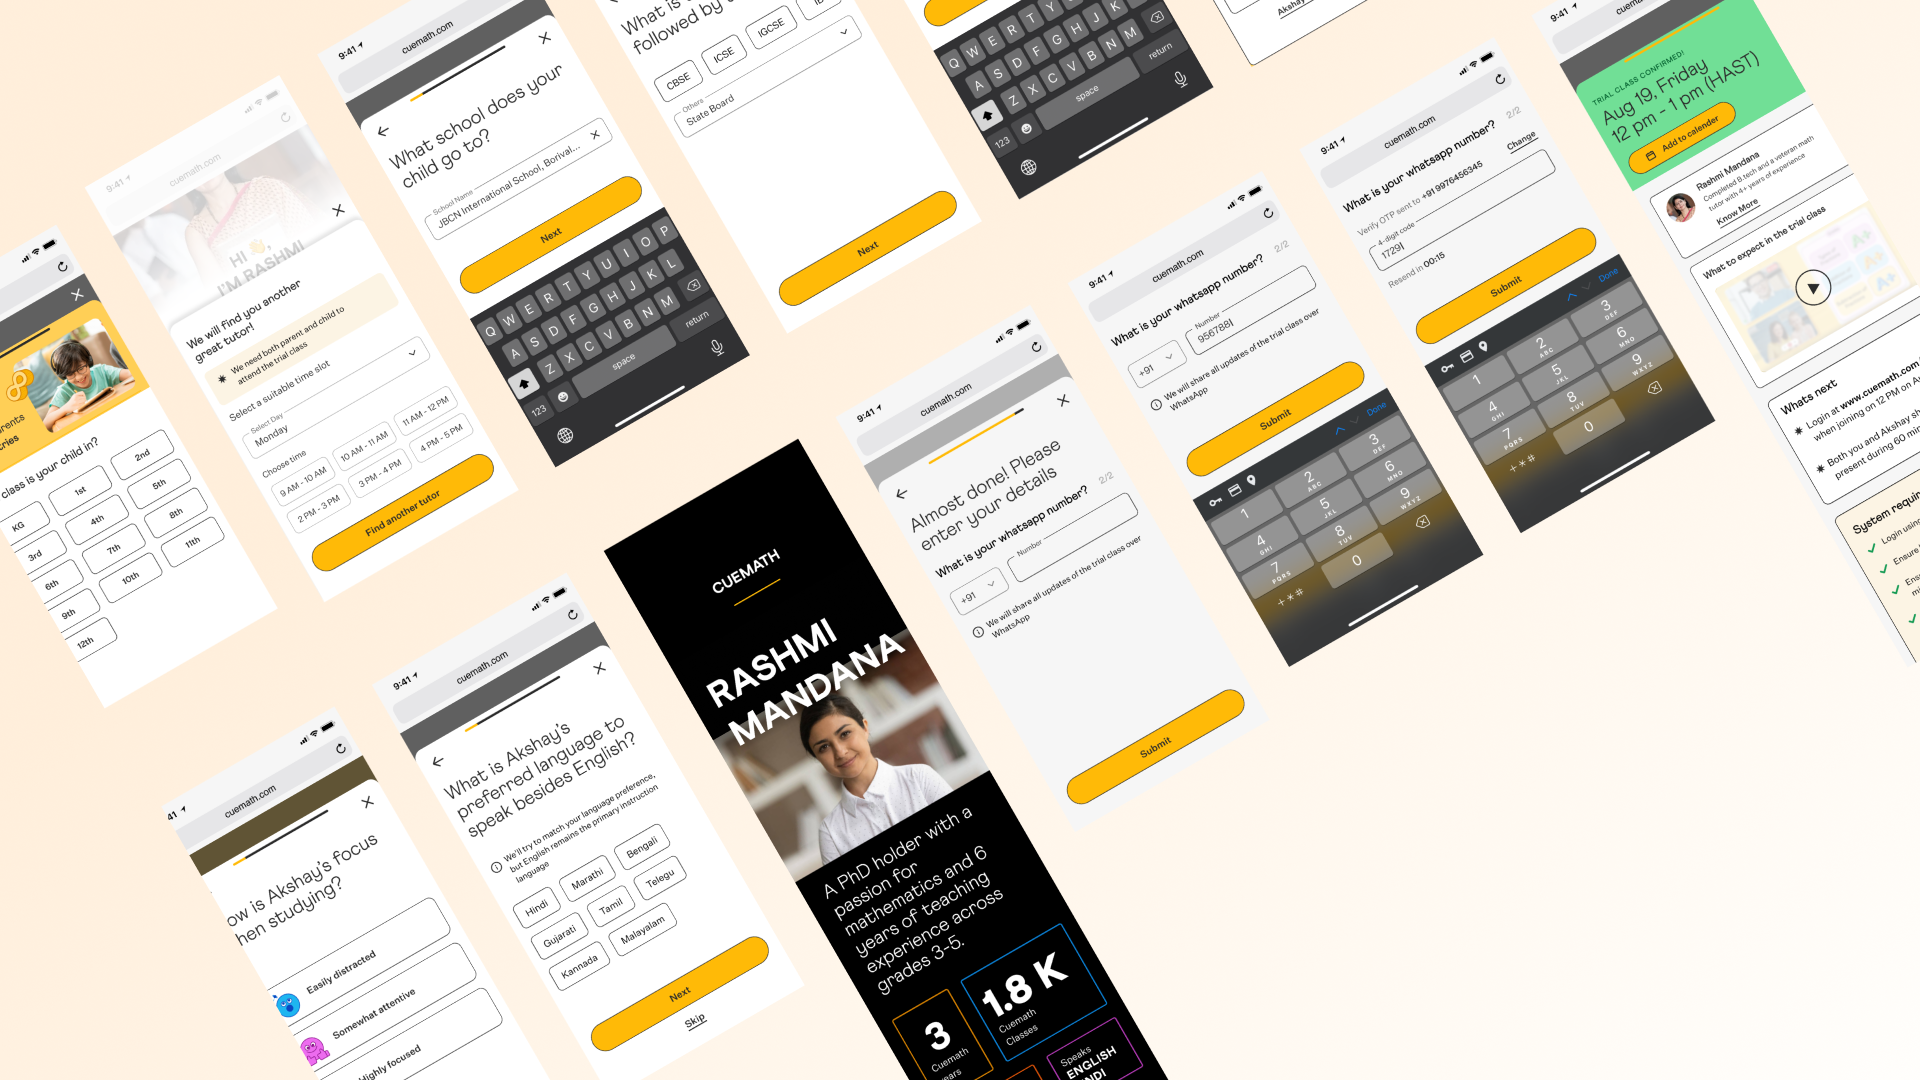 class is your child in?
KG
1st
2nd
3rd
4th
5th
6th
7th
8th
9th
10th
11th
12th
9:41
cuemath.com
HI 👋,
I'M RASHMI
We will find you another
great tutor!
We need both parent and child to
attend the trial class
Select a suitable time slot
Select Day
Monday
Choose time
9 AM - 10 AM
10 AM - 11 AM
11 AM - 12 PM
2 PM - 3 PM
3 PM - 4 PM
4 PM - 5 PM
Find another tutor
9:41
cuemath.com
What school does your
child go to?
School Name
JBCN International School, Borival...
Next
Q W E R T Y U I O P
A S D F G H J K L
Z X C V B N M
123
space
return
What is
followed by
CBSE
ICSE
IGCSE
Others
State Board
Next
Q W E R T Y
A S D F G H J K
Z X C V B N M
123
space
return
Akshay
cuemath.com
ow is Akshay's focus
hen studying?
Easily distracted
Somewhat attentive
Highly focused
9:41
cuemath.com
What is Akshay's
preferred language to
speak besides English?
We'll try to match your language preference,
but English remains the primary instruction
language
Hindi
Marathi
Bengali
Gujarati
Tamil
Telegu
Kannada
Malayalam
Next
Skip
CUEMATH
RASHMI
MANDANA
A PhD holder with a
passion for
mathematics and 6
years of teaching
experience across
grades 3-5.
3
Cuemath
1.8 K
Cuemath
Classes
Speaks
ENGLISH
9:41
cuemath.com
Almost done! Please
enter your details
What is your whatsapp number?
2/2
+91
Number
We will share all updates of the trial class over
WhatsApp
Submit
9:41
cuemath.com
What is your whatsapp number?
2/2
+91
Number
956788
We will share all updates of the trial class over
WhatsApp
Submit
Done
1
2 ABC
3 DEF
4 GHI
5 JKL
6 MNO
7 PQRS
8 TUV
9 WXYZ
+*#
0
9:41
cuemath.com
What is your whatsapp number?
2/2
Verify OTP sent to +91 9976456345
Change
4-digit code
1729
Resend in 00:15
Submit
Done
1
2 ABC
3 DEF
4 GHI
5 JKL
6 MNO
7 PQRS
8 TUV
9 WXYZ
+*#
0
9:41
TRIAL CLASS CONFIRMED!
Aug 19, Friday
12 pm - 1 pm (HAST)
Add to calender
Rashmi Mandana
Completed B.tech and a veteran math
tutor with 4+ years of experience
Know More
What to expect in the trial class
Whats next
Login at www.cuemath.com
when joining on 12 PM on
Both you and Akshay
present during 60
System
Login using
Ensure